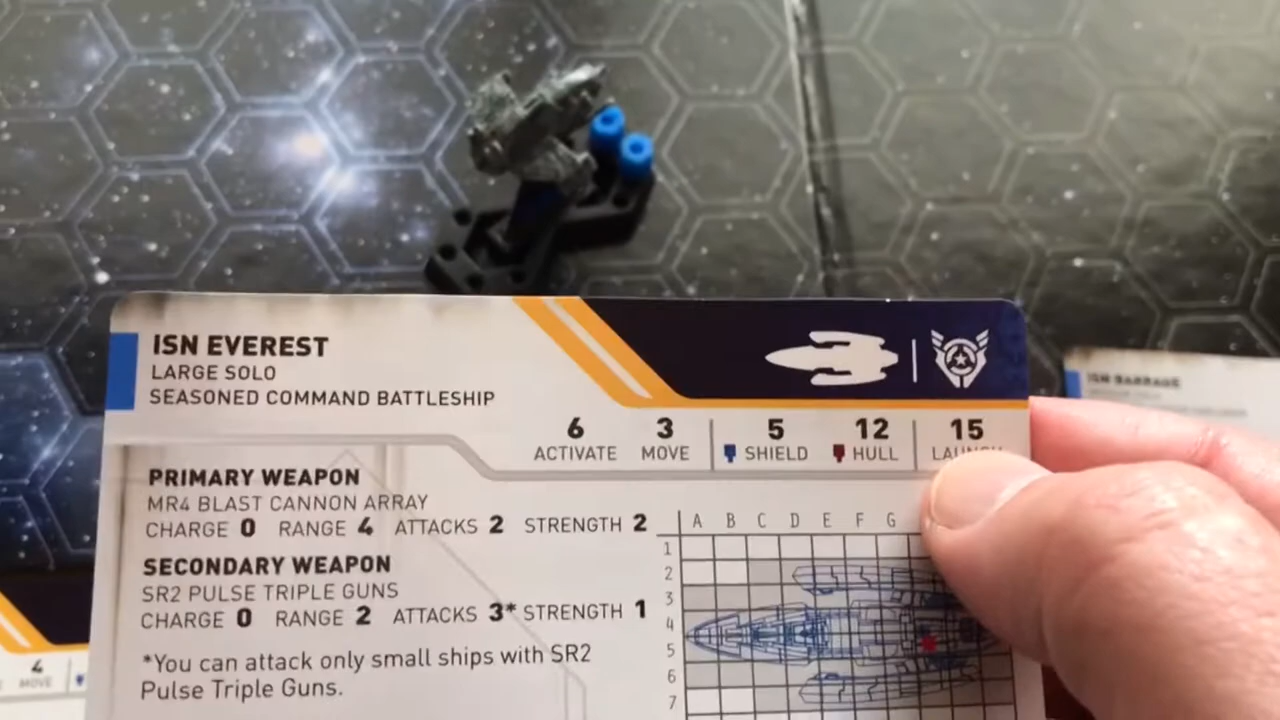 ISN EVEREST
LARGE SOLO
SEASONED COMMAND BATTLESHIP
6 3 5 12 15
ACTIVATE MOVE SHIELD HULL LAUNCH
PRIMARY WEAPON
MR4 BLAST CANNON ARRAY
CHARGE 0 RANGE 4 ATTACKS 2 STRENGTH 2
SECONDARY WEAPON
SR2 PULSE TRIPLE GUNS
CHARGE 0 RANGE 2 ATTACKS 3* STRENGTH 1
*You can attack only small ships with SR2
Pulse Triple Guns.
A B C D E F G
1
2
3
4
5
6
7
ISN BARRAGE
4
MOVE